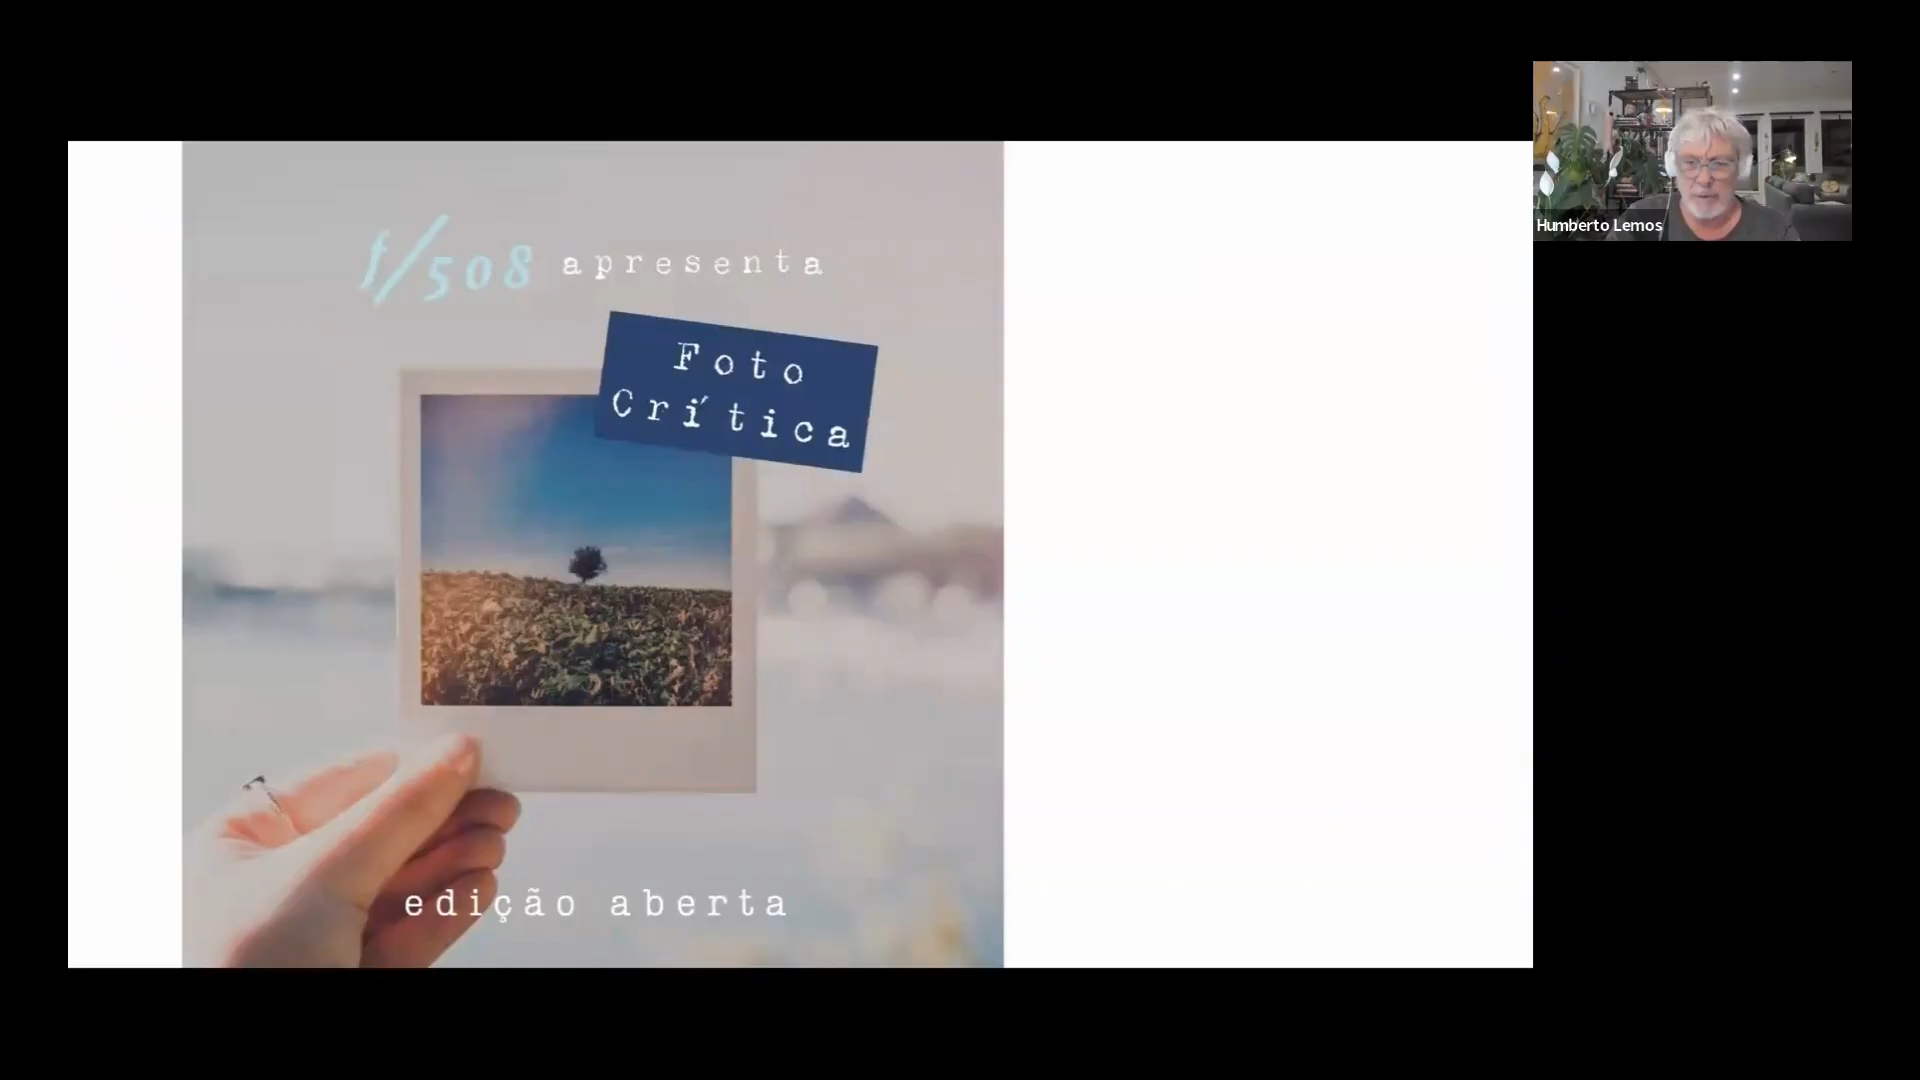 f/508 apresenta
Foto
Crítica
edição aberta
Humberto Lemos